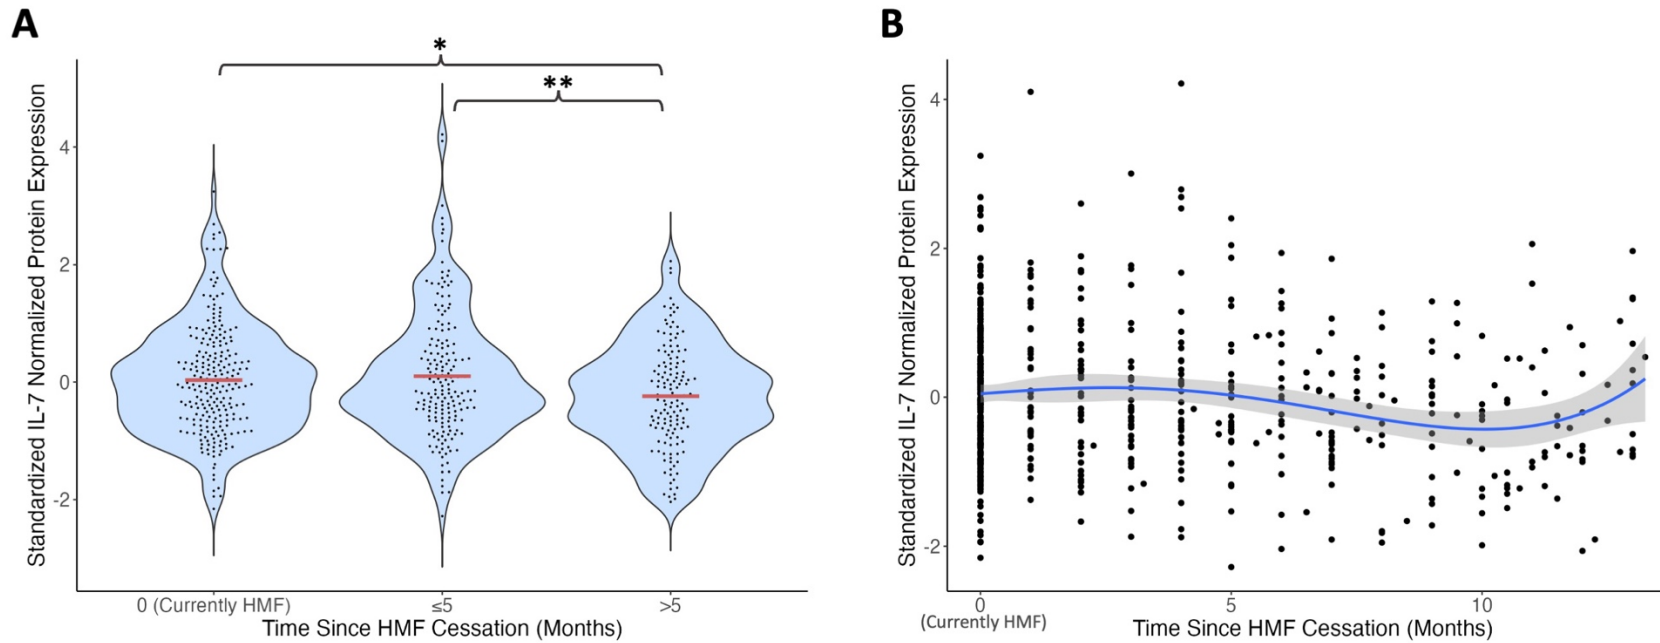 A
*
**
Standardized IL-7 Normalized Protein Expression
4
2
0
-2
0 (Currently HMF)
≤5
>5
Time Since HMF Cessation (Months)
B
Standardized IL-7 Normalized Protein Expression
4
2
0
-2
0
5
10
(Currently HMF)
Time Since HMF Cessation (Months)